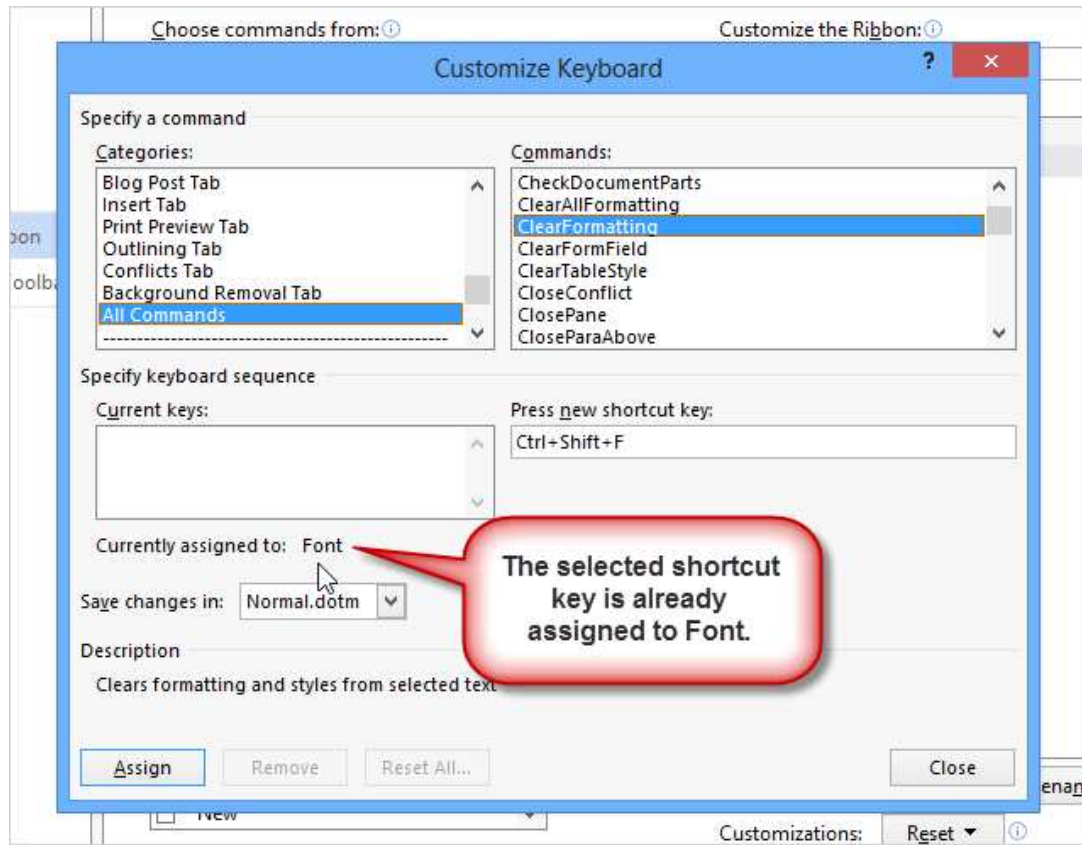 Choose commands from:
Customize the Ribbon:
Customize Keyboard
?
Specify a command
Categories:
Commands:
Blog Post Tab
Insert Tab
Print Preview Tab
Outlining Tab
Conflicts Tab
Background Removal Tab
All Commands
CheckDocumentParts
ClearAllFormatting
ClearFormatting
ClearFormField
ClearTableStyle
CloseConflict
ClosePane
CloseParaAbove
Specify keyboard sequence
Current keys:
Press new shortcut key:
Ctrl+Shift+F
Currently assigned to: Font
The selected shortcut
key is already
assigned to Font.
Save changes in: Normal.dotm
Description
Clears formatting and styles from selected text
Assign
Remove
Reset All...
Close
New
Customizations:
Reset